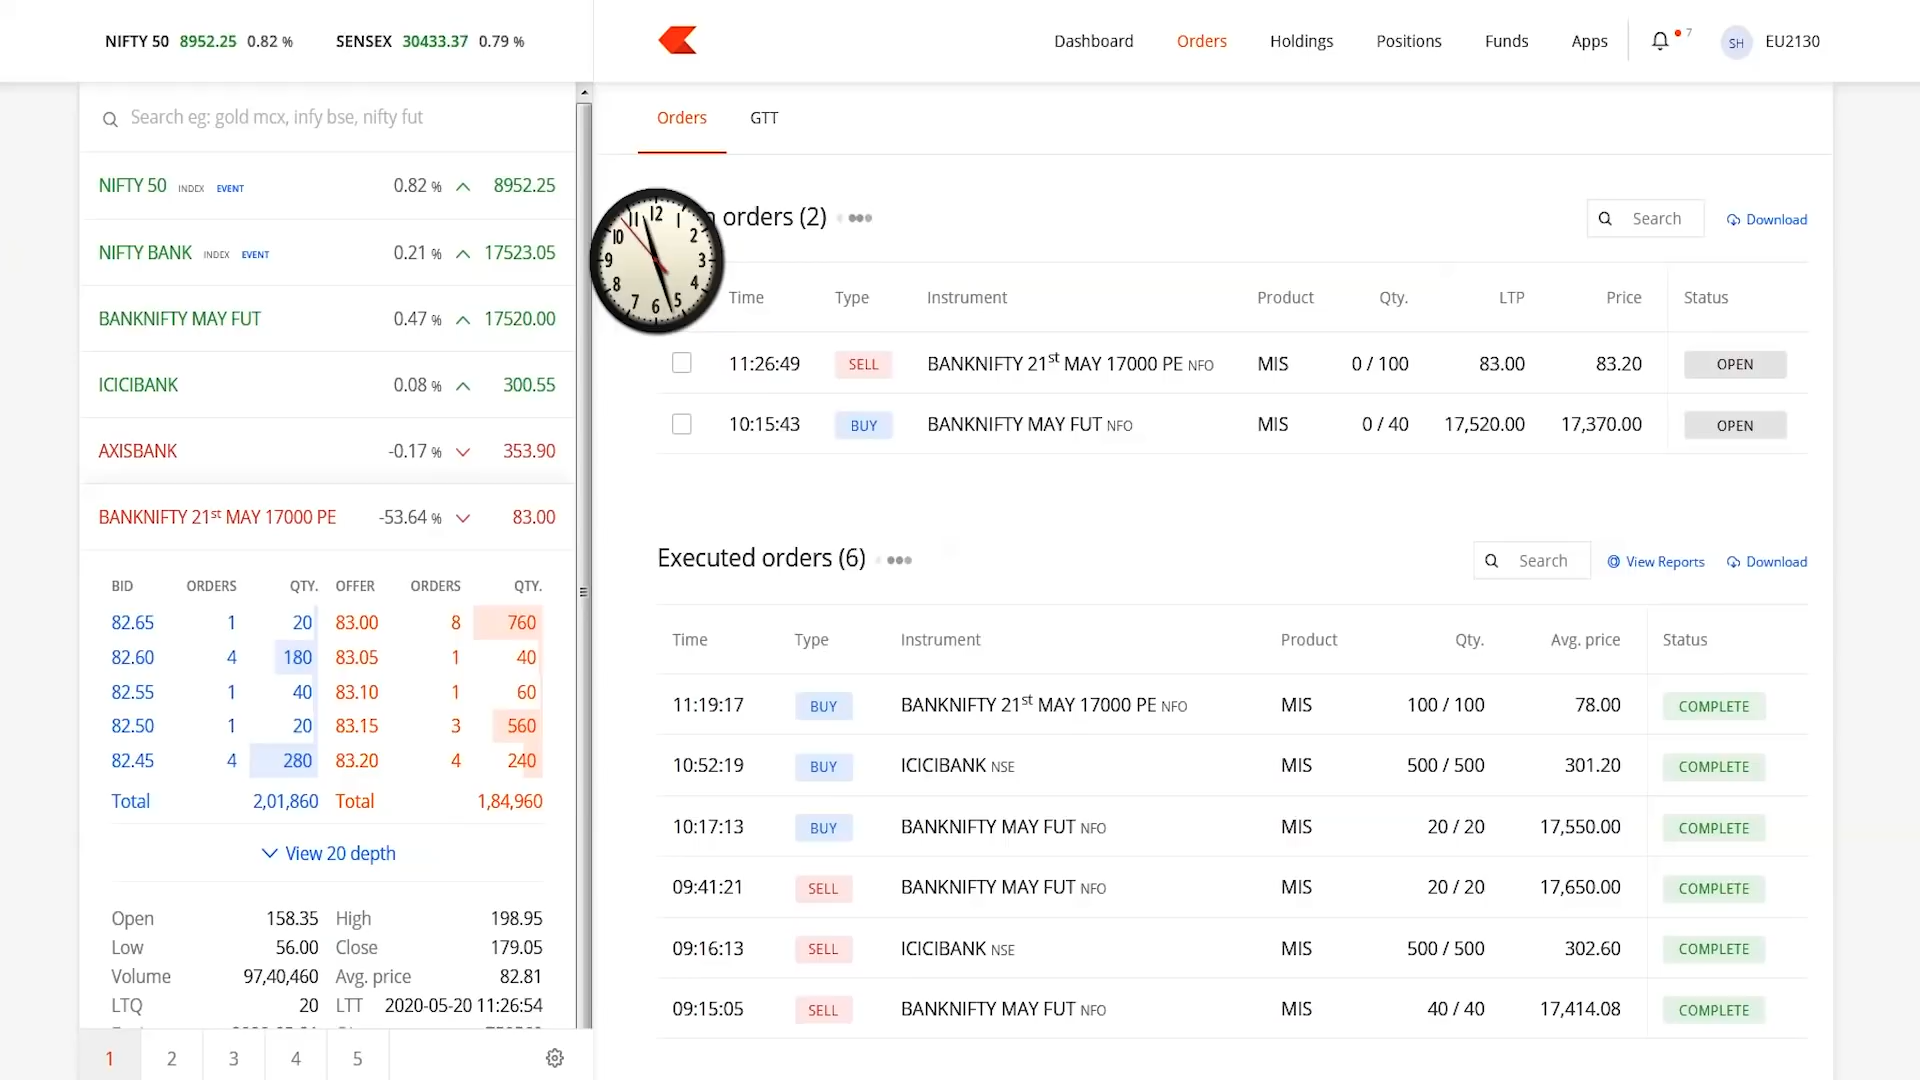 NIFTY 50 8952.25 0.82 % SENSEX 30433.37 0.79 %
Dashboard Orders Holdings Positions Funds Apps 7 SH EU2130
Search eg: gold mcx, infy bse, nifty fut
NIFTY 50 INDEX EVENT 0.82 % 8952.25
NIFTY BANK INDEX EVENT 0.21 % 17523.05
BANKNIFTY MAY FUT 0.47 % 17520.00
ICICIBANK 0.08 % 300.55
AXISBANK -0.17 % 353.90
BANKNIFTY 21st MAY 17000 PE -53.64 % 83.00
BID ORDERS QTY. OFFER ORDERS QTY.
82.65 1 20 83.00 8 760
82.60 4 180 83.05 1 40
82.55 1 40 83.10 1 60
82.50 1 20 83.15 3 560
82.45 4 280 83.20 4 240
Total 2,01,860 Total 1,84,960
View 20 depth
Open 158.35 High 198.95
Low 56.00 Close 179.05
Volume 97,40,460 Avg. price 82.81
LTQ 20 LTT 2020-05-20 11:26:54
1 2 3 4 5
Orders GTT
12 1 2 3 4 5 6 7 8 9 10 11
orders (2)
Search Download
Time Type Instrument Product Qty. LTP Price Status
11:26:49 SELL BANKNIFTY 21st MAY 17000 PE NFO MIS 0 / 100 83.00 83.20 OPEN
10:15:43 BUY BANKNIFTY MAY FUT NFO MIS 0 / 40 17,520.00 17,370.00 OPEN
Executed orders (6)
Search View Reports Download
Time Type Instrument Product Qty. Avg. price Status
11:19:17 BUY BANKNIFTY 21st MAY 17000 PE NFO MIS 100 / 100 78.00 COMPLETE
10:52:19 BUY ICICIBANK NSE MIS 500 / 500 301.20 COMPLETE
10:17:13 BUY BANKNIFTY MAY FUT NFO MIS 20 / 20 17,550.00 COMPLETE
09:41:21 SELL BANKNIFTY MAY FUT NFO MIS 20 / 20 17,650.00 COMPLETE
09:16:13 SELL ICICIBANK NSE MIS 500 / 500 302.60 COMPLETE
09:15:05 SELL BANKNIFTY MAY FUT NFO MIS 40 / 40 17,414.08 COMPLETE